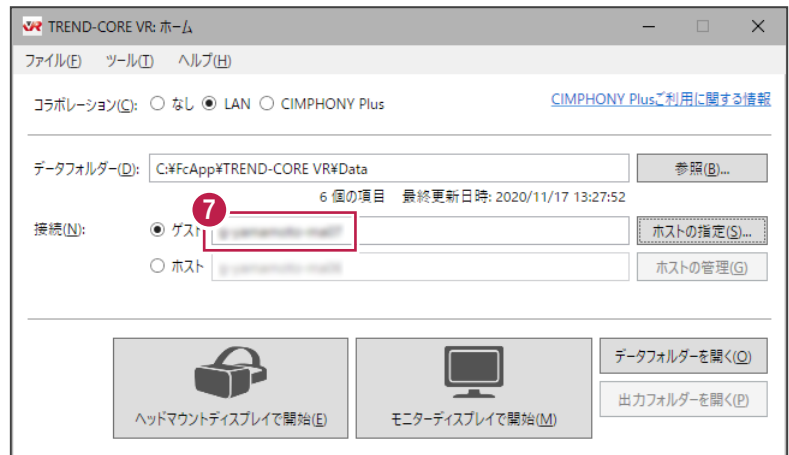 TREND-CORE VR: ホーム
ファイル(F) ツール(T) ヘルプ(H)
コラボレーション(C): なし LAN CIMPHONY Plus CIMPHONY Plusご利用に関する情報
データフォルダー(D): C:¥FcApp¥TREND-CORE VR¥Data 参照(B)...
6 個の項目 最終更新日時: 2020/11/17 13:27:52
7
接続(N): ゲスト ホストの指定(S)...
ホスト ホストの管理(G)
データフォルダーを開く(O)
出力フォルダーを開く(P)
ヘッドマウントディスプレイで開始(E) モニターディスプレイで開始(M)